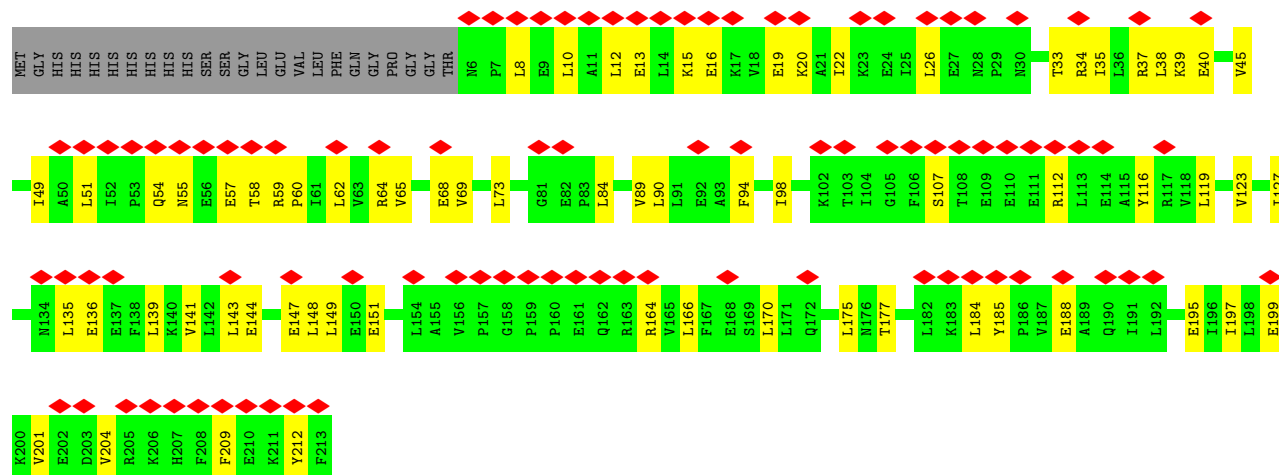 MET GLY HIS HIS HIS HIS HIS HIS HIS HIS SER SER GLY LEU GLU VAL LEU PHE GLN GLY PRO GLY GLY THR N6 P7 L8 E9 L10 A11 L12 E13 L14 K15 E16 K17 V18 E19 K20 A21 I22 K23 E24 I25 L26 E27 N28 P29 N30 T33 R34 I35 L36 R37 L38 K39 E40 V45
I49 A50 L51 I52 P53 Q54 N55 E56 E57 T58 R59 P60 I61 L62 V63 R64 V65 E68 V69 L73 G81 E82 P83 L84 V89 L90 L91 E92 A93 F94 I98 K102 T103 I104 G105 F106 S107 T108 E109 E110 E111 R112 L113 E114 A115 Y116 R117 V118 L119 V123
N134 L135 E136 E137 F138 L139 K140 V141 L142 L143 E144 E147 L148 L149 E150 E151 L154 A155 V156 P157 G158 P159 P160 E161 Q162 R163 R164 V165 L166 F167 E168 S169 L170 L171 Q172 L175 N176 T177 L182 K183 L184 Y185 P186 V187 E188 A189 Q190 I191 L192 E195 I196 I197 L198 E199
K200 V201 E202 D203 V204 R205 K206 H207 F208 F209 E210 K211 Y212 F213